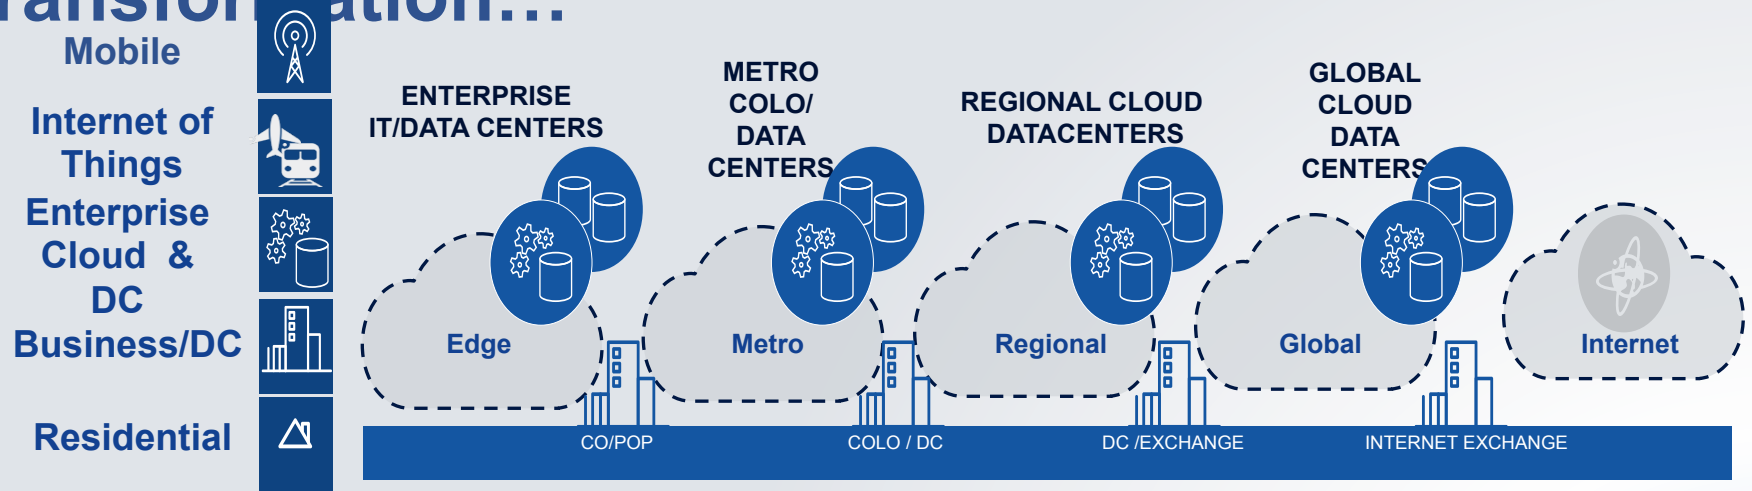 Mobile
Internet of
Things
Enterprise
Cloud &
DC
Business/DC
Residential
ENTERPRISE
IT/DATA CENTERS
METRO
COLO/
DATA
CENTERS
REGIONAL CLOUD
DATACENTERS
GLOBAL
CLOUD
DATA
CENTERS
Edge
Metro
Regional
Global
Internet
CO/POP
COLO / DC
DC /EXCHANGE
INTERNET EXCHANGE